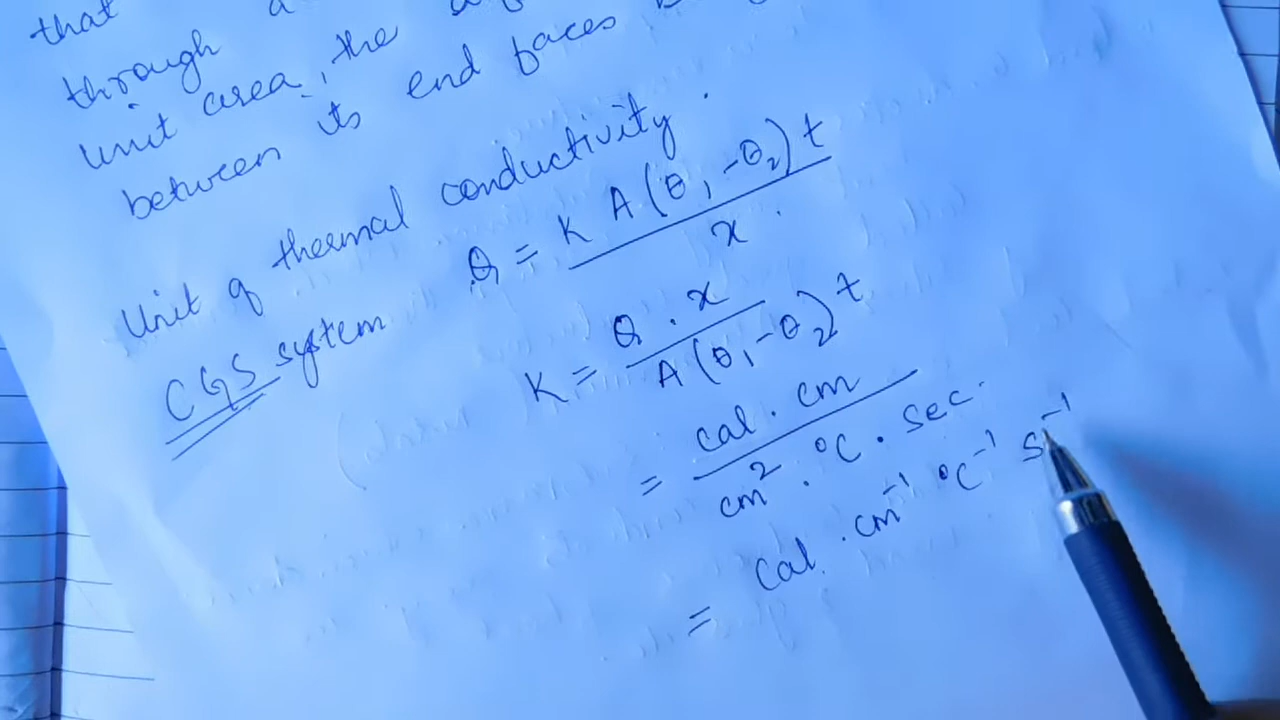 that a
through
unit area, the
between its end faces
Unit of thermal conductivity.
CGS system Q = K A (θ₁ - θ₂) t / x
K = Q . x / A (θ₁ - θ₂) t
= cal . cm / cm² . °C . sec.
= cal . cm⁻¹ °C⁻¹ s⁻¹